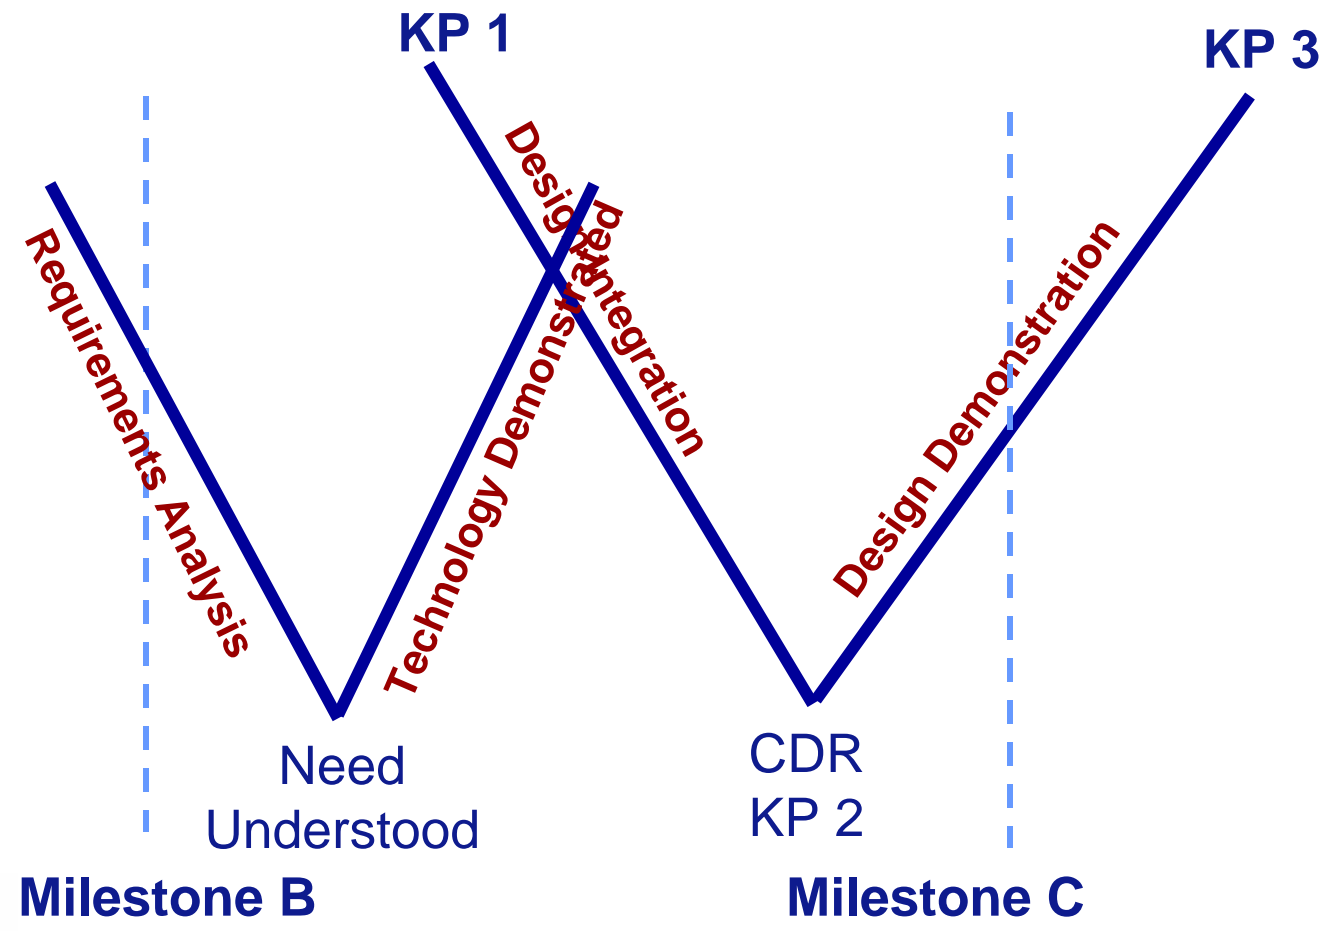 KP 1
KP 3
Requirements Analysis
Technology Demonstrated
Design Integration
Design Demonstration
Need
Understood
CDR
KP 2
Milestone B
Milestone C